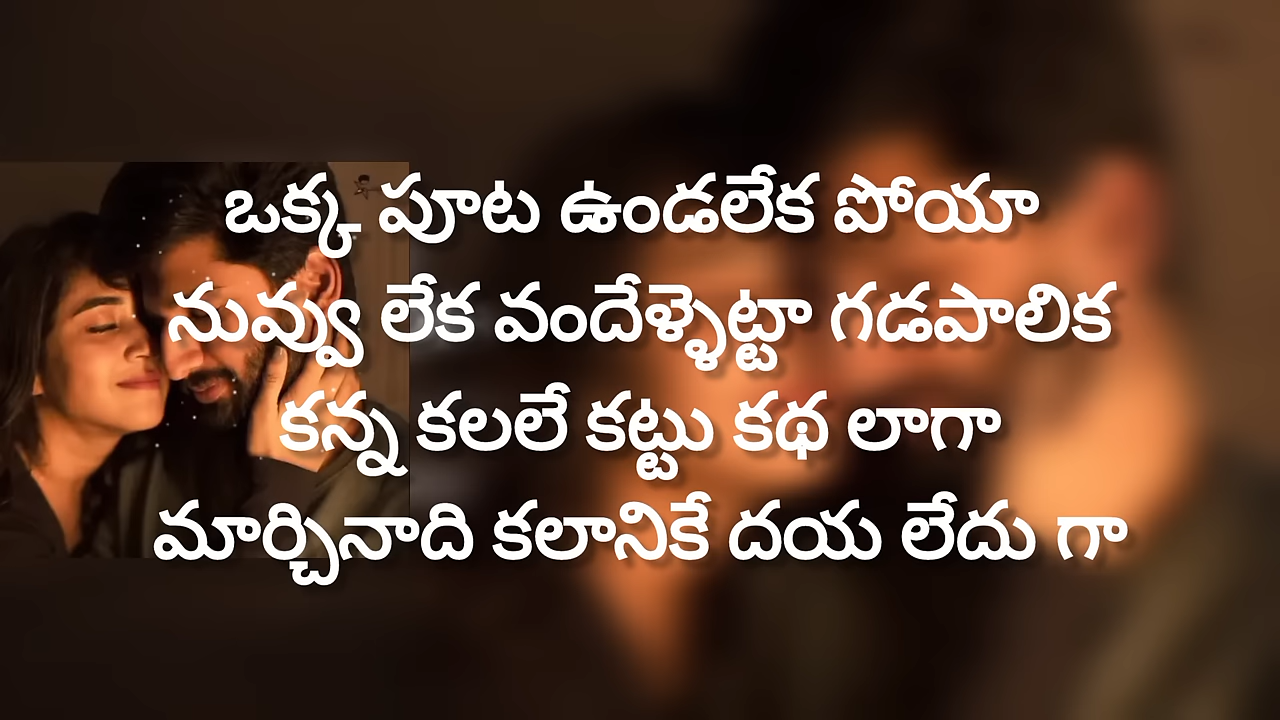 ఒక్క పూట ఉండలేక పోయా
నువ్వు లేక వందేళ్ళెట్టా గడపాలిక
కన్న కలలే కట్టు కథ లాగా
మార్చినాది కలానికే దయ లేదు గా